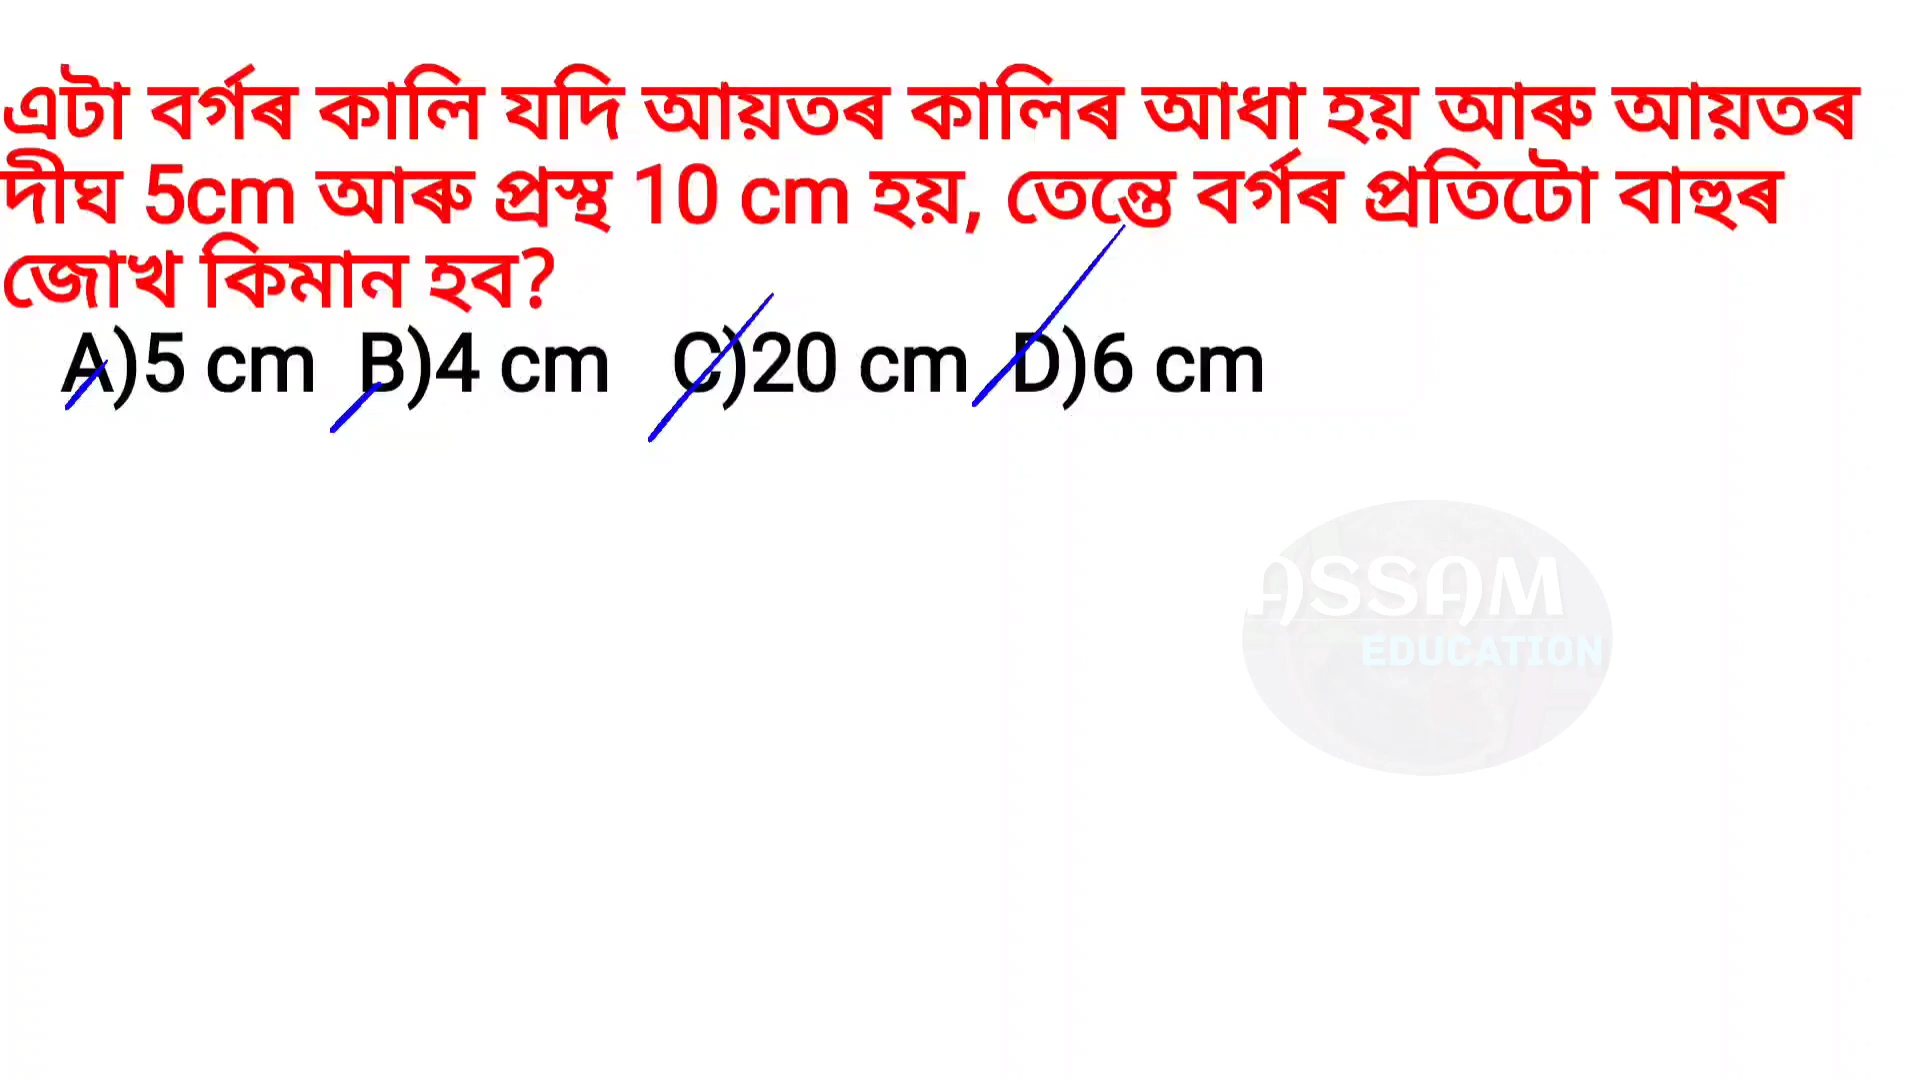 এটা বৰ্গৰ কালি যদি আয়তৰ কালিৰ আধা হয় আৰু আয়তৰ
দীঘ 5cm আৰু প্ৰস্থ 10 cm হয়, তেন্তে বৰ্গৰ প্ৰতিটো বাহুৰ
জোখ কিমান হব?
A)5 cm B)4 cm C)20 cm D)6 cm
ASSAM
EDUCATION